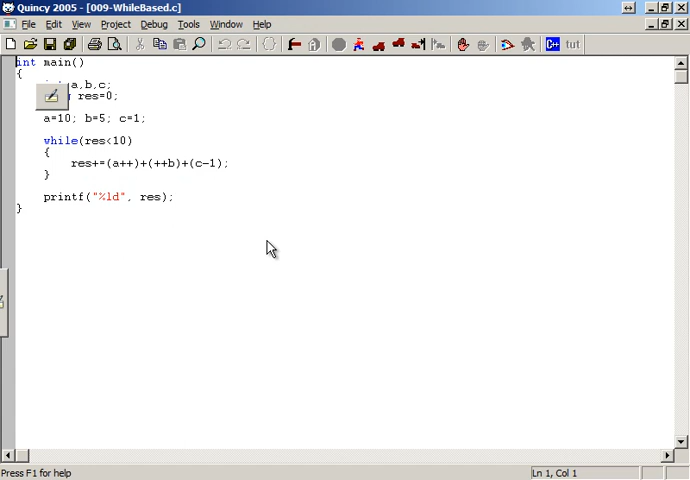 Quincy 2005 - [009-WhileBased.c]
File Edit View Project Debug Tools Window Help
C++ tut
int main()
{
a,b,c;
res=0;
a=10; b=5; c=1;
while(res<10)
{
res+=(a++)+(++b)+(c-1);
}
printf("%ld", res);
}
Press F1 for help
Ln 1, Col 1